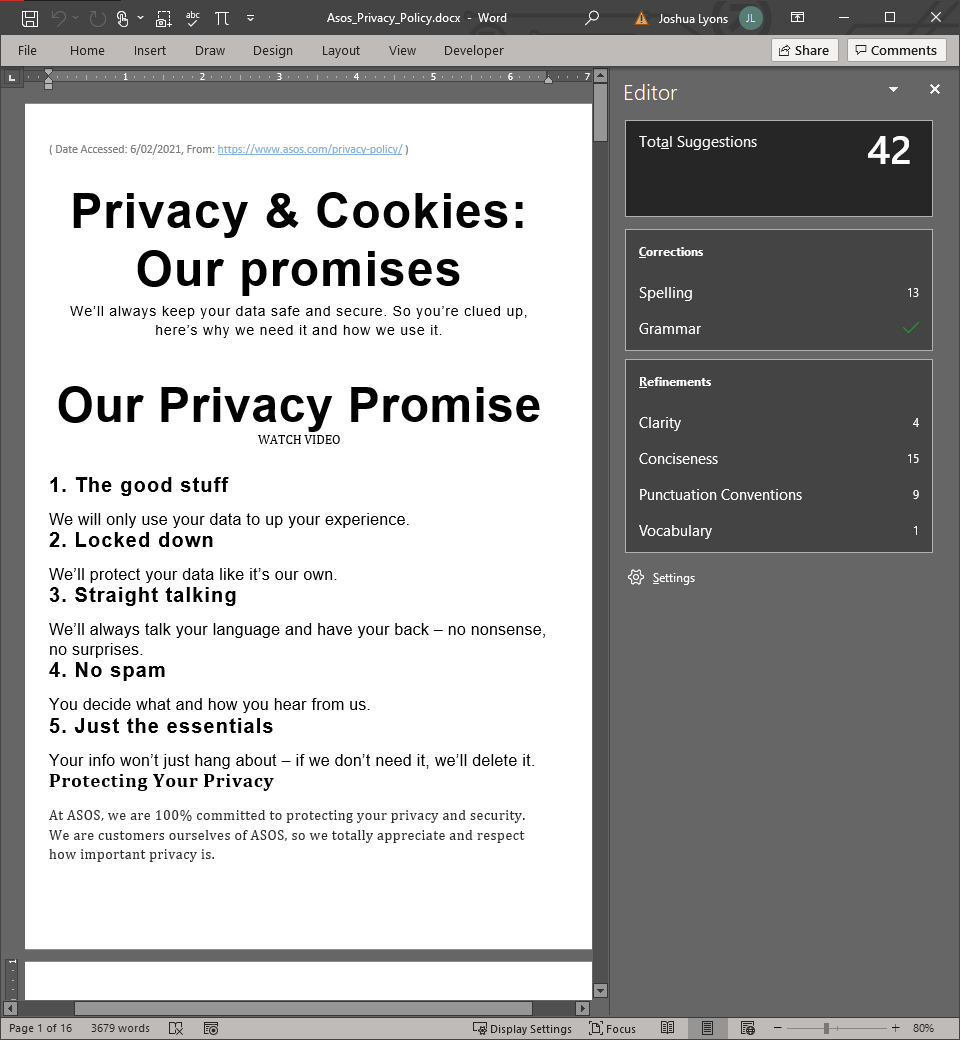 Asos_Privacy_Policy.docx - Word
Joshua Lyons
JL
File Home Insert Draw Design Layout View Developer
Share
Comments
1 2 3 4 5 6 7
( Date Accessed: 6/02/2021, From: https://www.asos.com/privacy-policy/ )
Privacy & Cookies:
Our promises
We’ll always keep your data safe and secure. So you’re clued up,
here’s why we need it and how we use it.
Our Privacy Promise
WATCH VIDEO
1. The good stuff
We will only use your data to up your experience.
2. Locked down
We’ll protect your data like it’s our own.
3. Straight talking
We’ll always talk your language and have your back – no nonsense,
no surprises.
4. No spam
You decide what and how you hear from us.
5. Just the essentials
Your info won’t just hang about – if we don’t need it, we’ll delete it.
Protecting Your Privacy
At ASOS, we are 100% committed to protecting your privacy and security.
We are customers ourselves of ASOS, so we totally appreciate and respect
how important privacy is.
Editor
Total Suggestions 42
Corrections
Spelling 13
Grammar
Refinements
Clarity 4
Conciseness 15
Punctuation Conventions 9
Vocabulary 1
Settings
Page 1 of 16 3679 words
Display Settings Focus
80%